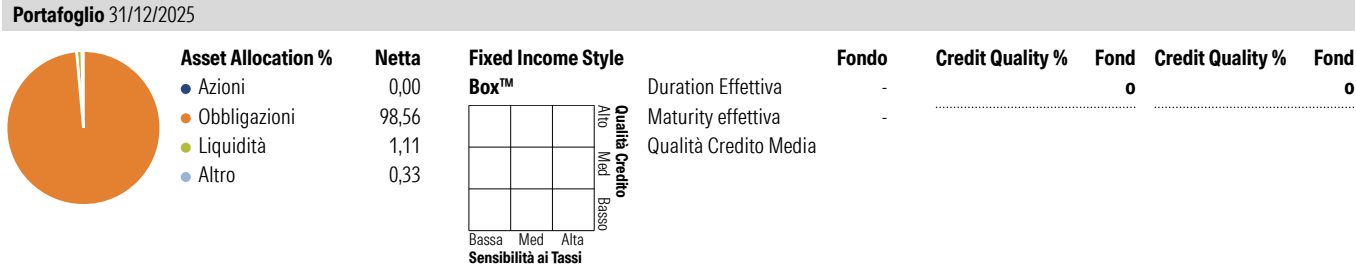 Portafoglio 31/12/2025
Asset Allocation % Netta
Azioni 0,00
Obbligazioni 98,56
Liquidità 1,11
Altro 0,33
Fixed Income Style
Box™
Alto Med Basso
Qualità Credito
Bassa Med Alta
Sensibilità ai Tassi
Fondo
Duration Effettiva -
Maturity effettiva -
Qualità Credito Media
Credit Quality % Fond
o
Credit Quality % Fond
o